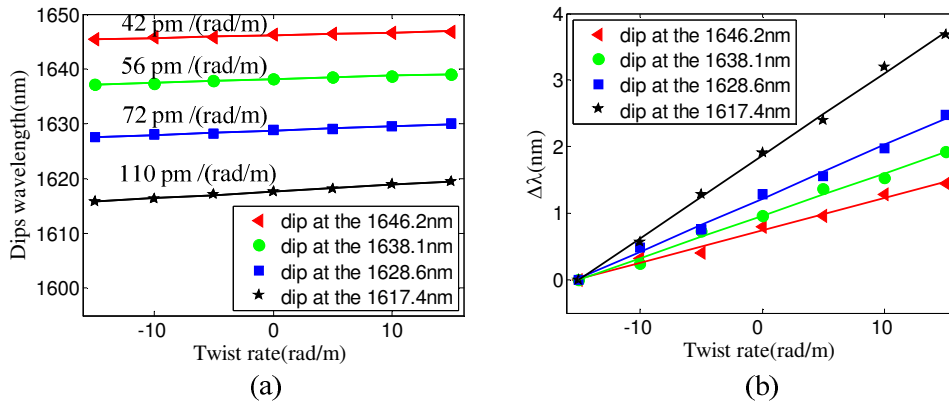 (a)
42 pm /(rad/m)
56 pm /(rad/m)
72 pm /(rad/m)
110 pm /(rad/m)
Dips wavelength(nm)
1650
1640
1630
1620
1610
1600
dip at the 1646.2nm
dip at the 1638.1nm
dip at the 1628.6nm
dip at the 1617.4nm
-10
0
10
Twist rate(rad/m)
(a)
(b)
Δλ(nm)
4
3
2
1
0
dip at the 1646.2nm
dip at the 1638.1nm
dip at the 1628.6nm
dip at the 1617.4nm
-10
0
10
Twist rate(rad/m)
(b)